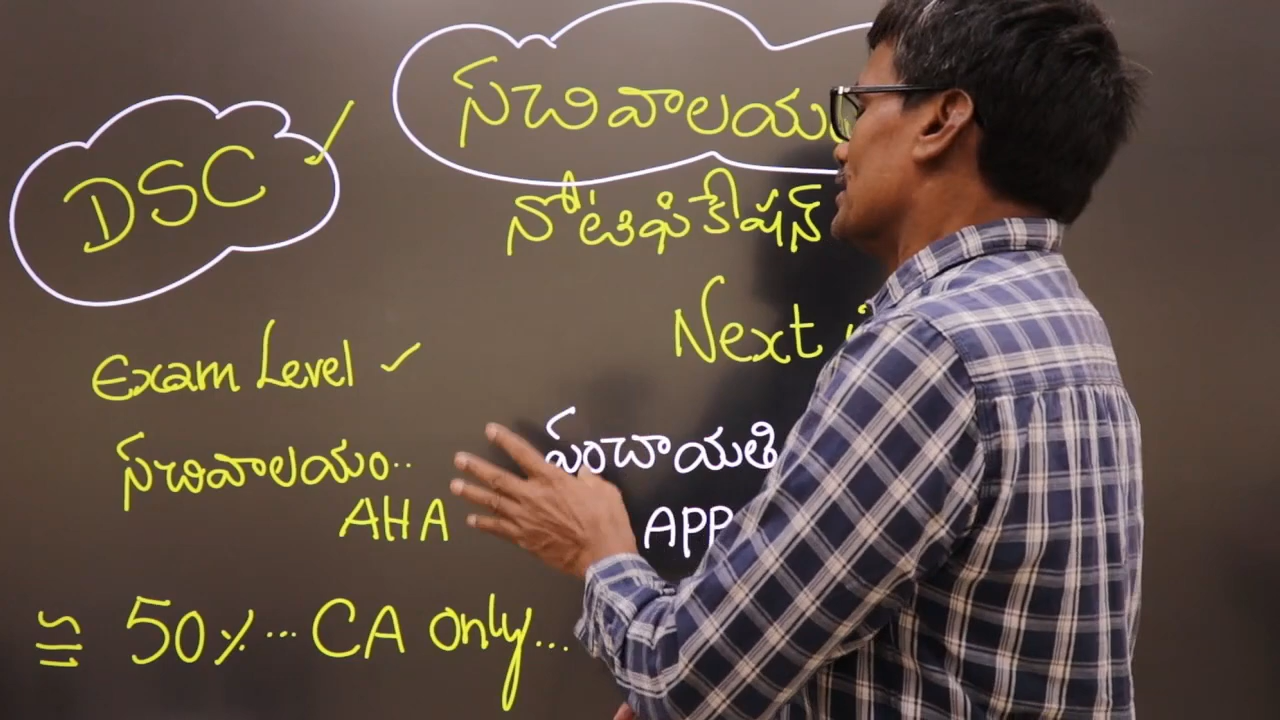 DSC
సచివాలయం
నోటిఫికేషన్
Next
Exam Level
సచివాలయం..
AHA
పంచాయతి
APP
≅ 50%... CA Only...